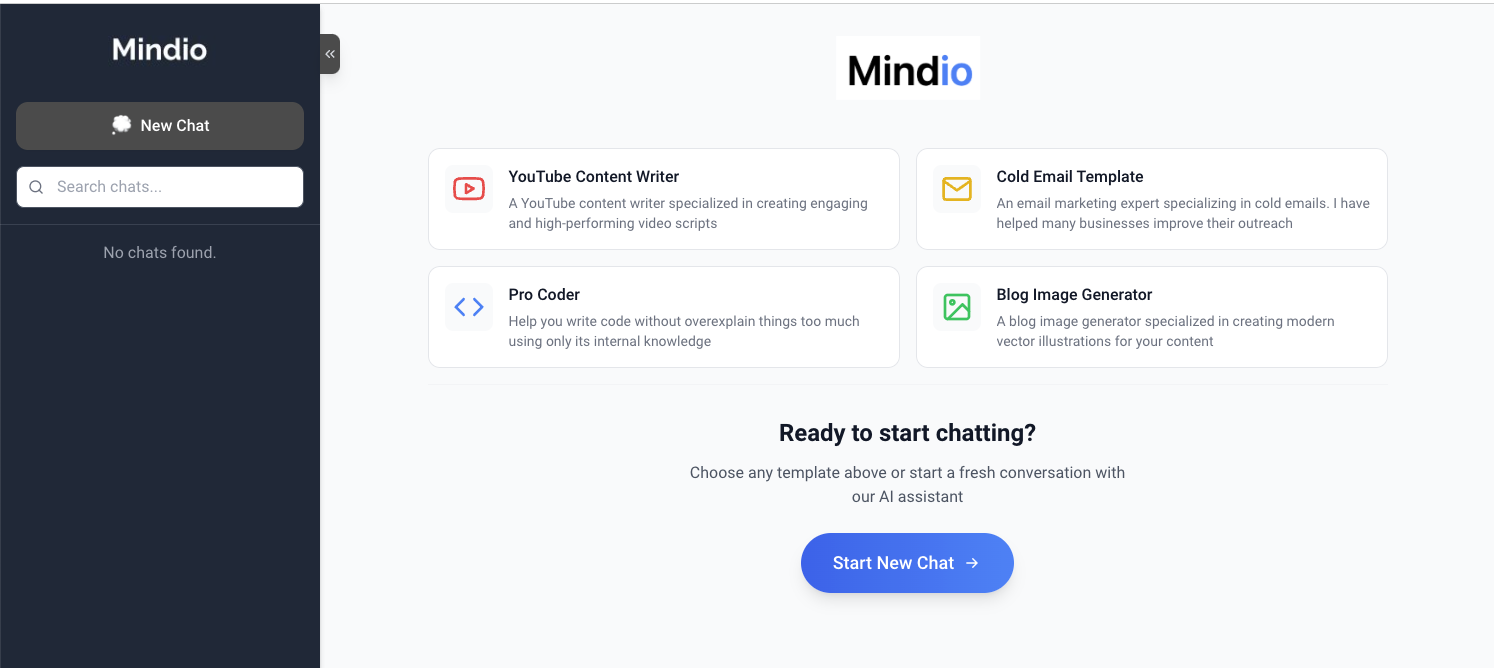 Mindio
New Chat
Search chats...
No chats found.
Mindio
YouTube Content Writer
A YouTube content writer specialized in creating engaging
and high-performing video scripts
Cold Email Template
An email marketing expert specializing in cold emails. I have
helped many businesses improve their outreach
Pro Coder
Help you write code without overexplain things too much
using only its internal knowledge
Blog Image Generator
A blog image generator specialized in creating modern
vector illustrations for your content
Ready to start chatting?
Choose any template above or start a fresh conversation with
our AI assistant
Start New Chat →